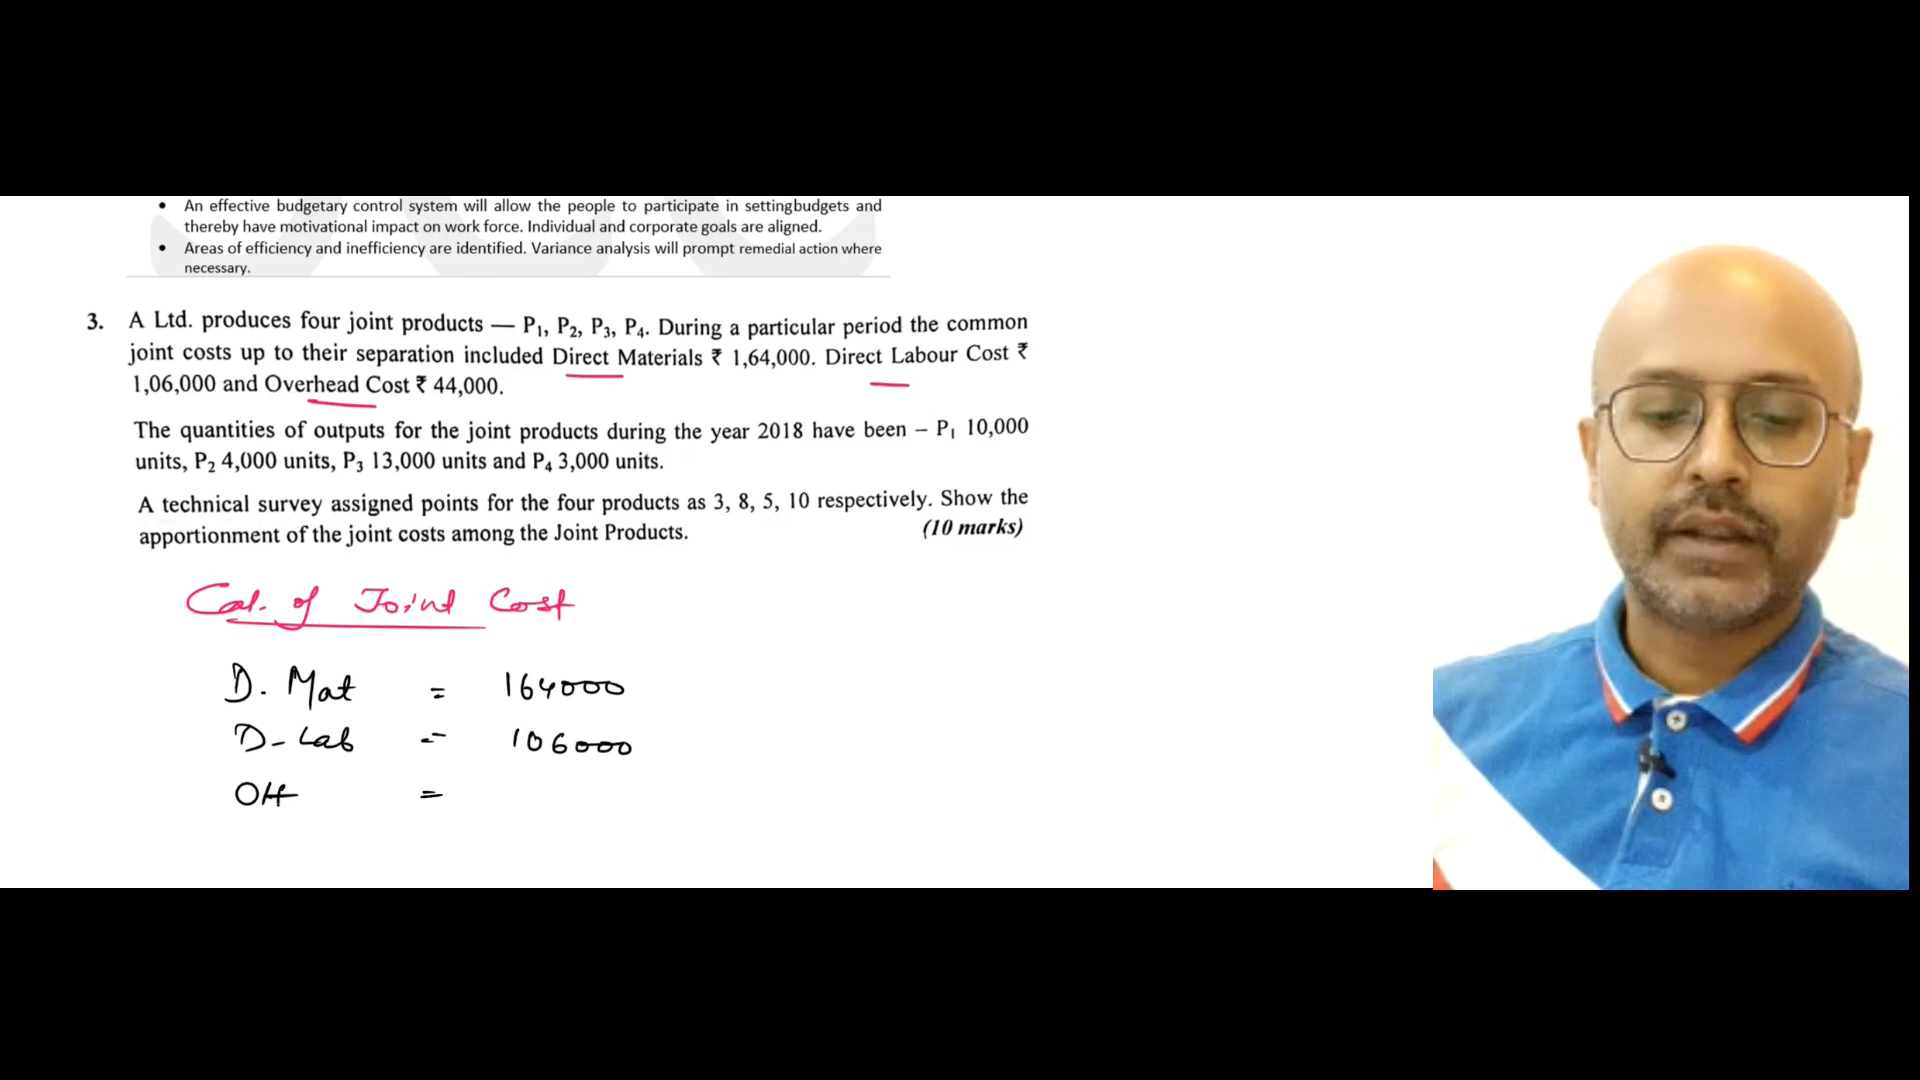 • An effective budgetary control system will allow the people to participate in settingbudgets and
thereby have motivational impact on work force. Individual and corporate goals are aligned.
• Areas of efficiency and inefficiency are identified. Variance analysis will prompt remedial action where
necessary.
3. A Ltd. produces four joint products — P₁, P₂, P₃, P₄. During a particular period the common
joint costs up to their separation included Direct Materials ₹ 1,64,000. Direct Labour Cost ₹
1,06,000 and Overhead Cost ₹ 44,000.
The quantities of outputs for the joint products during the year 2018 have been – P₁ 10,000
units, P₂ 4,000 units, P₃ 13,000 units and P₄ 3,000 units.
A technical survey assigned points for the four products as 3, 8, 5, 10 respectively. Show the
apportionment of the joint costs among the Joint Products. (10 marks)
Cal. of Joint Cost
D. Mat = 164000
D-Lab = 106000
OH =